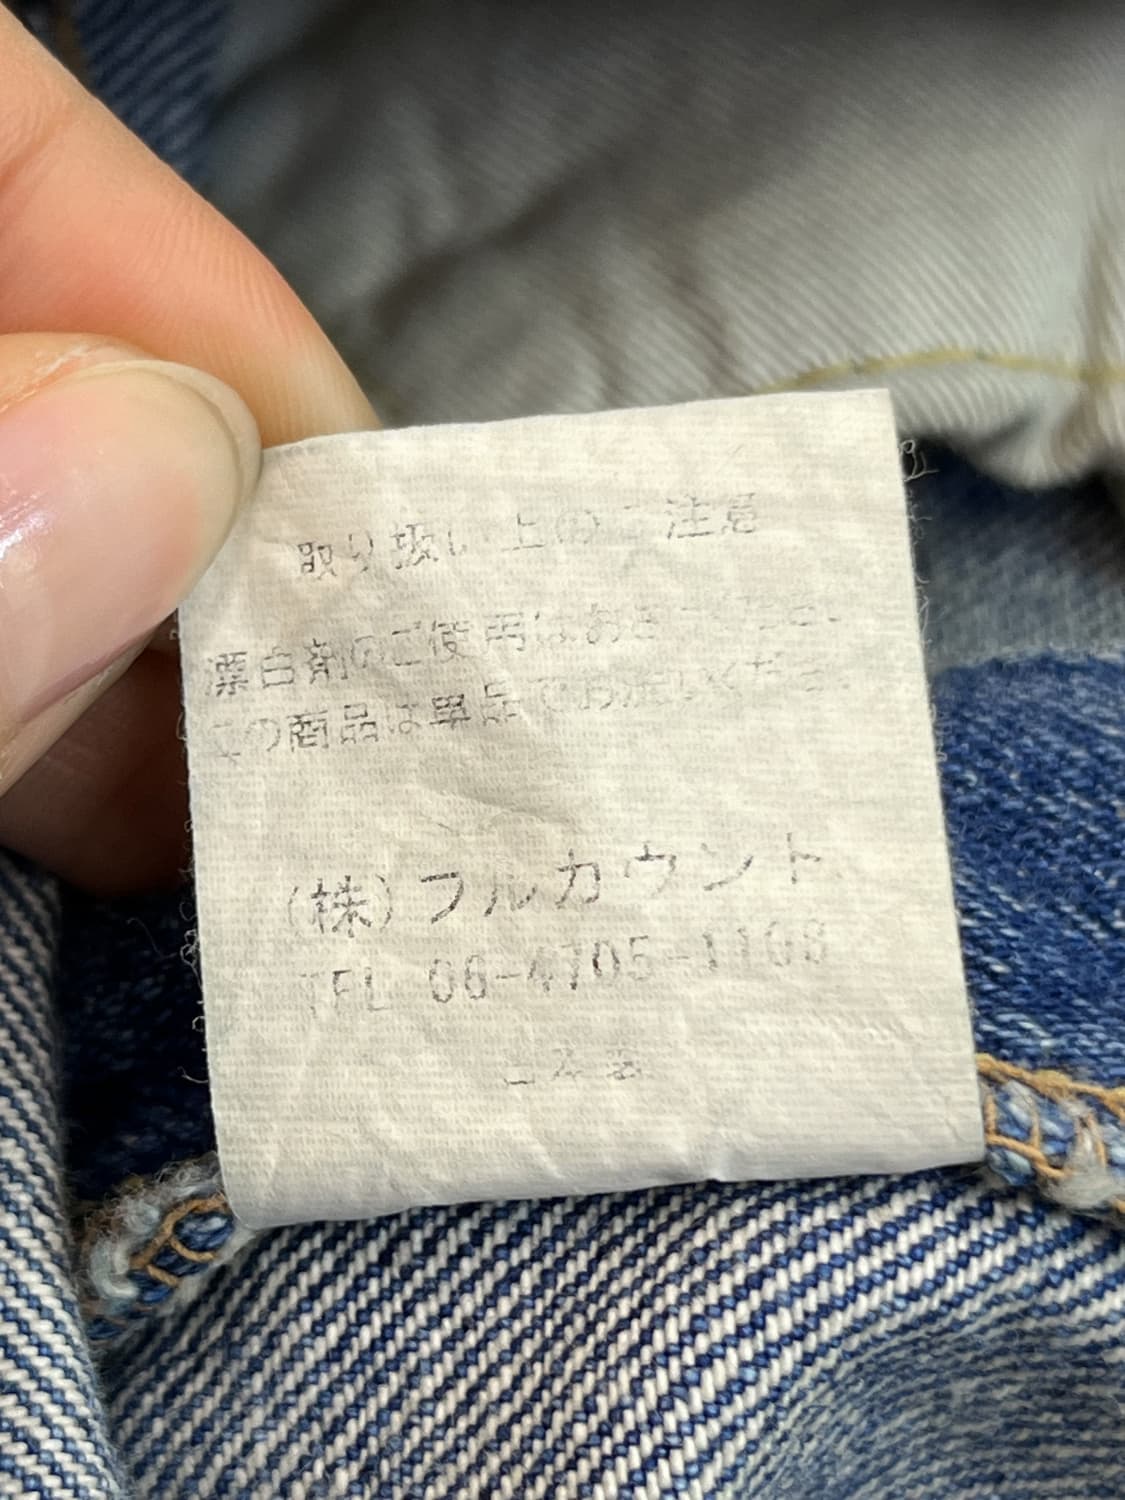 取り扱い上のご注意
漂白剤のご使用はおさけください。
この商品は単品でお洗いください。
(株)フルカウント
TEL 06-4705-1168